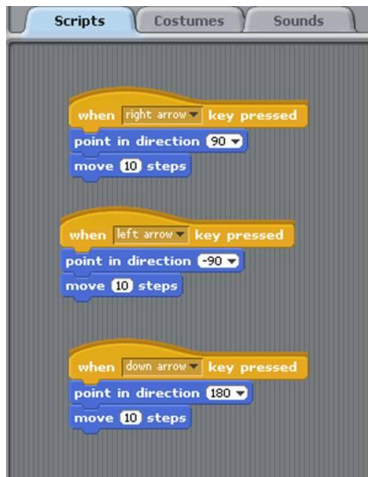 Scripts Costumes Sounds
when right arrow key pressed
point in direction 90
move 10 steps
when left arrow key pressed
point in direction -90
move 10 steps
when down arrow key pressed
point in direction 180
move 10 steps